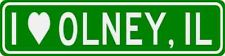 I ♥ OLNEY, IL